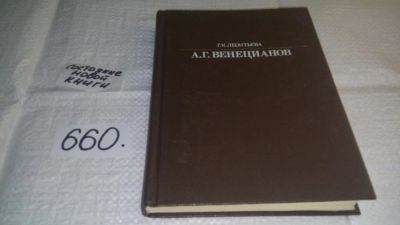 состояние
новой
книги
660.
Г.К. ЛЕОНТЬЕВА
А.Г. ВЕНЕЦИАНОВ